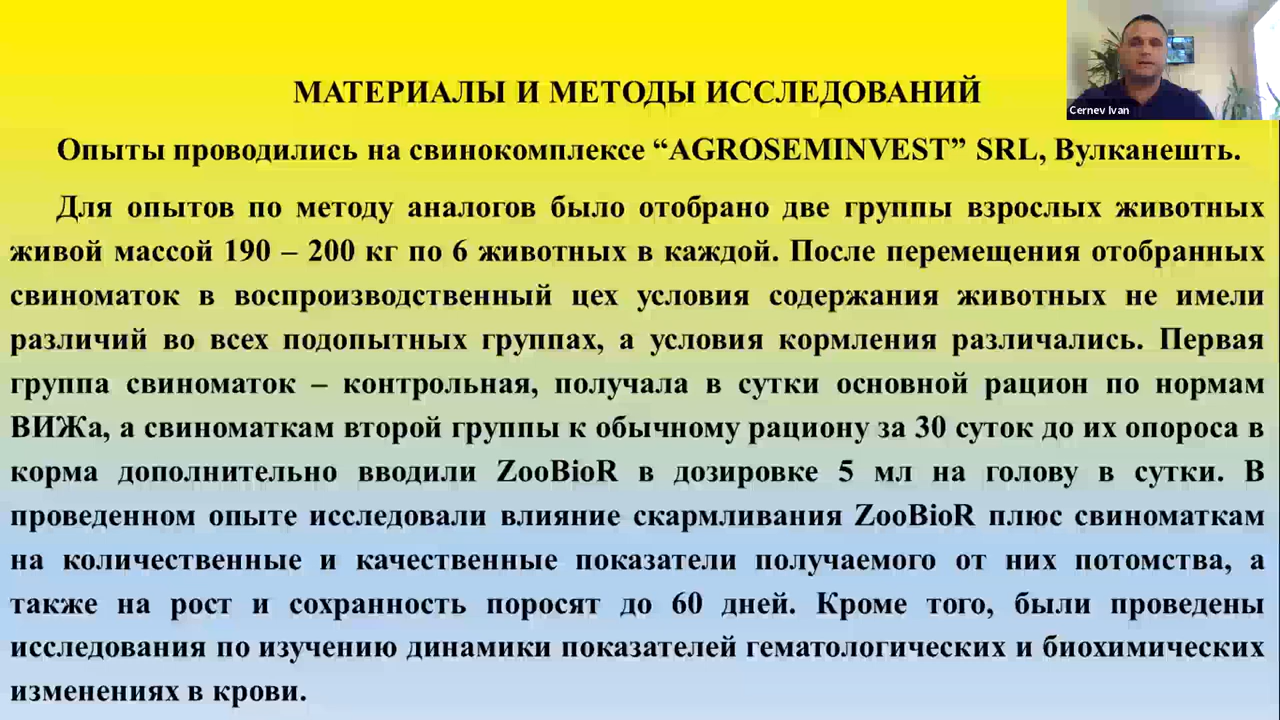 МАТЕРИАЛЫ И МЕТОДЫ ИССЛЕДОВАНИЙ
Cernev Ivan
Опыты проводились на свинокомплексе “AGROSEMINVEST” SRL, Вулканешть.
Для опытов по методу аналогов было отобрано две группы взрослых животных
живой массой 190 – 200 кг по 6 животных в каждой. После перемещения отобранных
свиноматок в воспроизводственный цех условия содержания животных не имели
различий во всех подопытных группах, а условия кормления различались. Первая
группа свиноматок – контрольная, получала в сутки основной рацион по нормам
ВИЖа, а свиноматкам второй группы к обычному рациону за 30 суток до их опороса в
корма дополнительно вводили ZooBioR в дозировке 5 мл на голову в сутки. В
проведенном опыте исследовали влияние скармливания ZooBioR плюс свиноматкам
на количественные и качественные показатели получаемого от них потомства, а
также на рост и сохранность поросят до 60 дней. Кроме того, были проведены
исследования по изучению динамики показателей гематологических и биохимических
изменениях в крови.